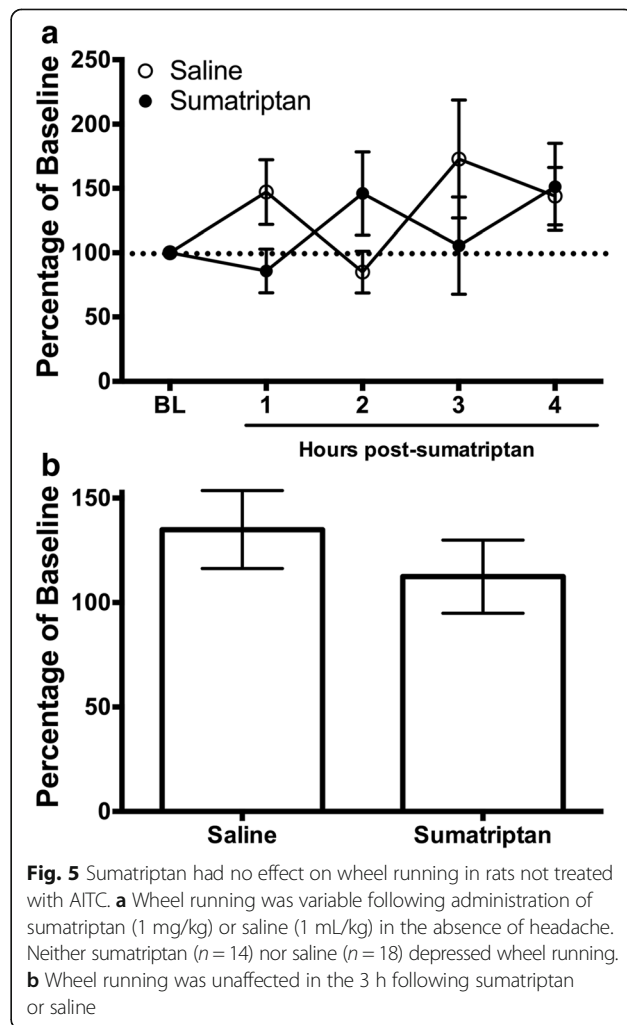 a
250
200
150
100
50
0
Percentage of Baseline
Saline
Sumatriptan
BL 1 2 3 4
Hours post-sumatriptan
b
150
100
50
0
Percentage of Baseline
Saline Sumatriptan
Fig. 5 Sumatriptan had no effect on wheel running in rats not treated
with AITC. a Wheel running was variable following administration of
sumatriptan (1 mg/kg) or saline (1 mL/kg) in the absence of headache.
Neither sumatriptan (n = 14) nor saline (n = 18) depressed wheel running.
b Wheel running was unaffected in the 3 h following sumatriptan
or saline